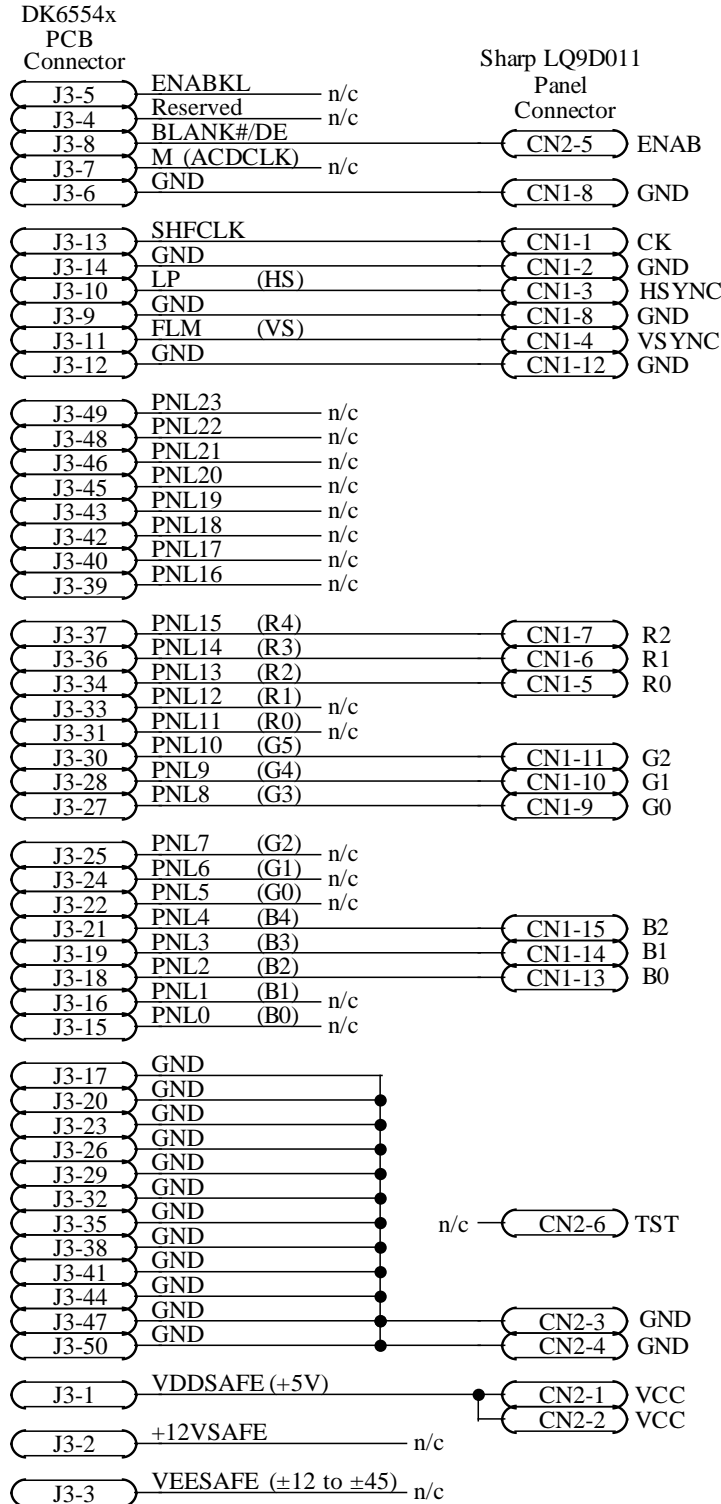 DK6554x
PCB
Connector
Sharp LQ9D011
Panel
Connector
J3-5 ENABKL n/c
J3-4 Reserved n/c
J3-8 BLANK#/DE CN2-5 ENAB
J3-7 M (ACDCLK) n/c
J3-6 GND CN1-8 GND
J3-13 SHFCLK CN1-1 CK
J3-14 GND CN1-2 GND
J3-10 LP (HS) CN1-3 HSYNC
J3-9 GND CN1-8 GND
J3-11 FLM (VS) CN1-4 VSYNC
J3-12 GND CN1-12 GND
J3-49 PNL23 n/c
J3-48 PNL22 n/c
J3-46 PNL21 n/c
J3-45 PNL20 n/c
J3-43 PNL19 n/c
J3-42 PNL18 n/c
J3-40 PNL17 n/c
J3-39 PNL16 n/c
J3-37 PNL15 (R4) CN1-7 R2
J3-36 PNL14 (R3) CN1-6 R1
J3-34 PNL13 (R2) CN1-5 R0
J3-33 PNL12 (R1) n/c
J3-31 PNL11 (R0) n/c
J3-30 PNL10 (G5) CN1-11 G2
J3-28 PNL9 (G4) CN1-10 G1
J3-27 PNL8 (G3) CN1-9 G0
J3-25 PNL7 (G2) n/c
J3-24 PNL6 (G1) n/c
J3-22 PNL5 (G0) n/c
J3-21 PNL4 (B4) CN1-15 B2
J3-19 PNL3 (B3) CN1-14 B1
J3-18 PNL2 (B2) CN1-13 B0
J3-16 PNL1 (B1) n/c
J3-15 PNL0 (B0) n/c
J3-17 GND
J3-20 GND
J3-23 GND
J3-26 GND
J3-29 GND
J3-32 GND
J3-35 GND n/c CN2-6 TST
J3-38 GND
J3-41 GND
J3-44 GND
J3-47 GND CN2-3 GND
J3-50 GND CN2-4 GND
J3-1 VDDSAFE (+5V) CN2-1 VCC
CN2-2 VCC
J3-2 +12VSAFE n/c
J3-3 VEESAFE (±12 to ±45) n/c